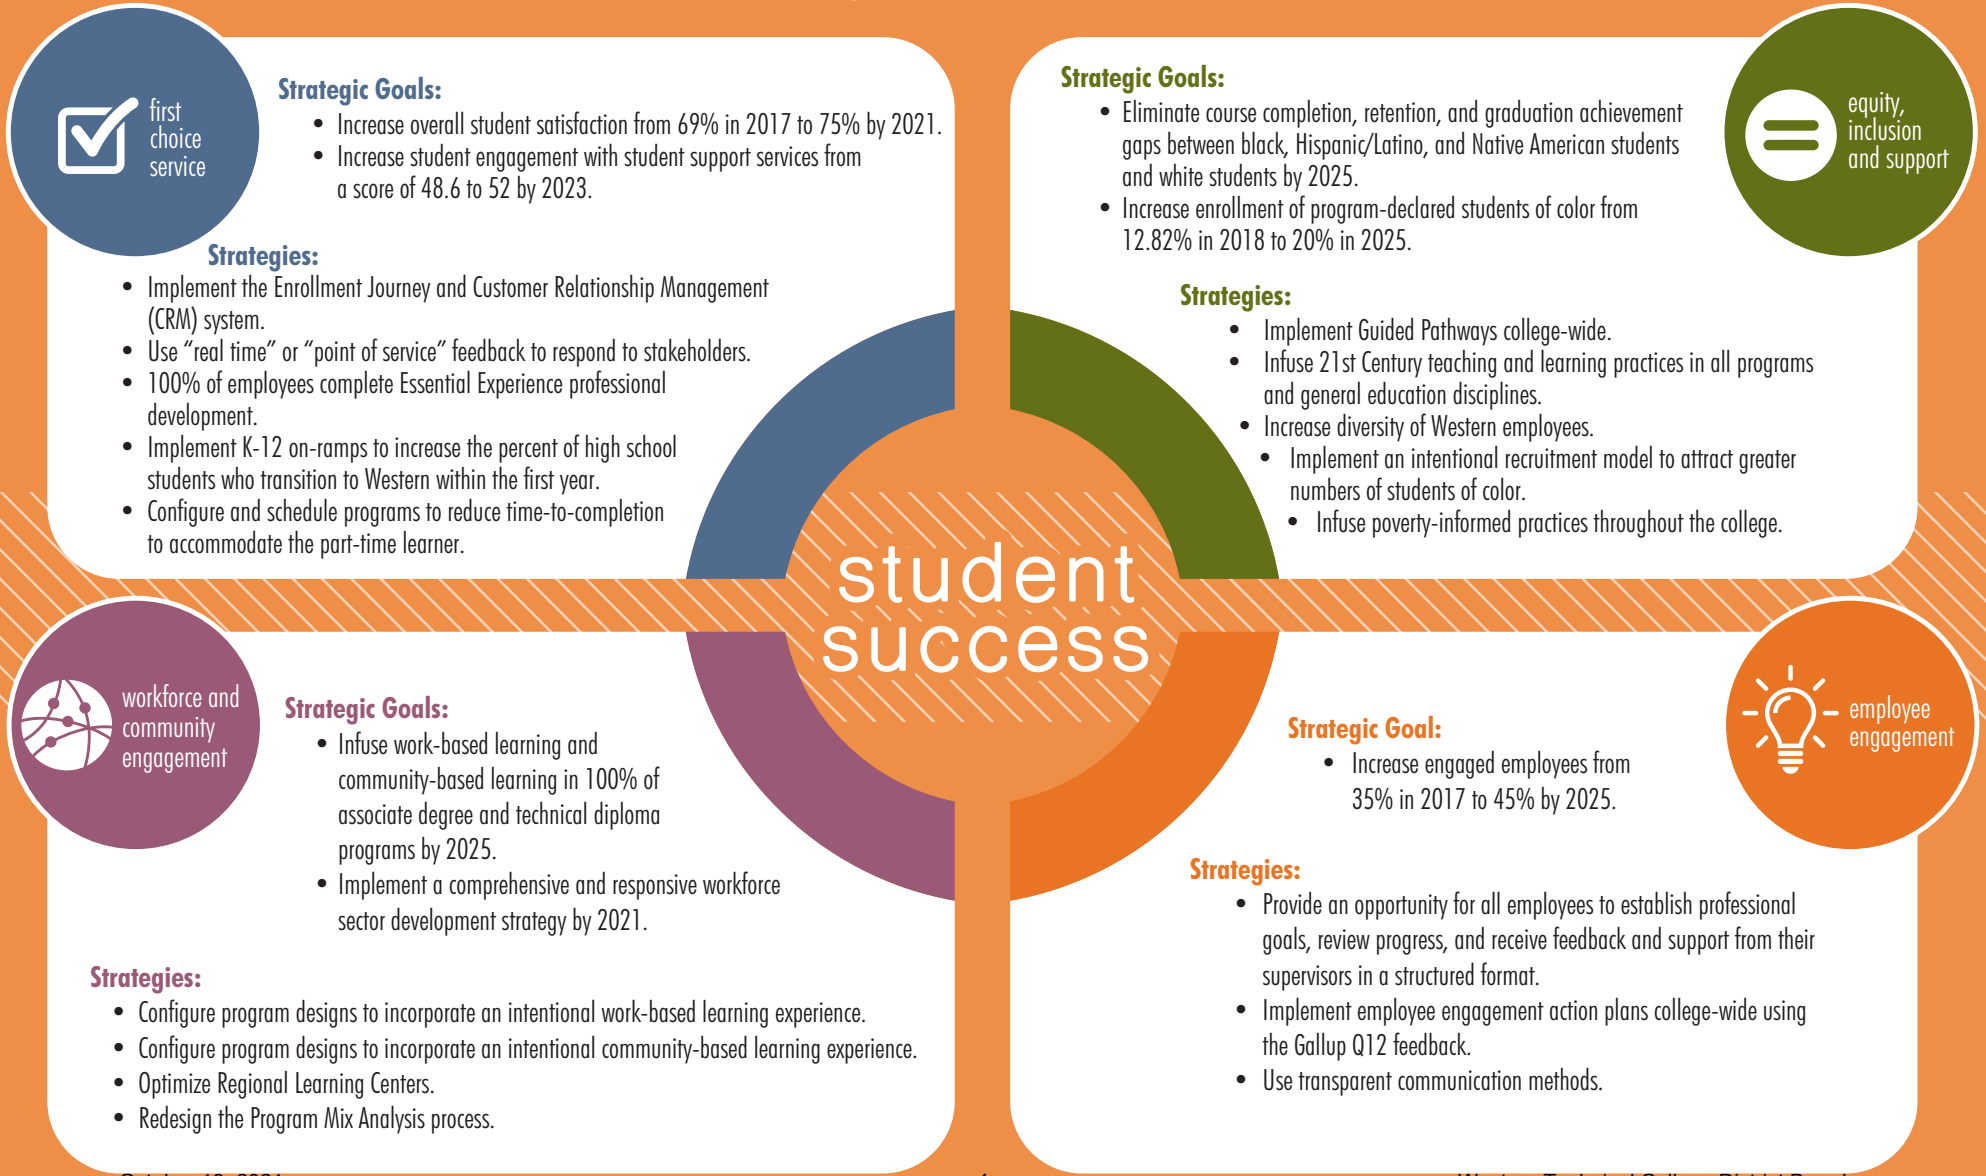 first
choice
service
Strategic Goals:
• Increase overall student satisfaction from 69% in 2017 to 75% by 2021.
• Increase student engagement with student support services from
a score of 48.6 to 52 by 2023.
Strategies:
• Implement the Enrollment Journey and Customer Relationship Management
(CRM) system.
• Use “real time” or “point of service” feedback to respond to stakeholders.
• 100% of employees complete Essential Experience professional
development.
• Implement K-12 on-ramps to increase the percent of high school
students who transition to Western within the first year.
• Configure and schedule programs to reduce time-to-completion
to accommodate the part-time learner.
equity,
inclusion
and support
Strategic Goals:
• Eliminate course completion, retention, and graduation achievement
gaps between black, Hispanic/Latino, and Native American students
and white students by 2025.
• Increase enrollment of program-declared students of color from
12.82% in 2018 to 20% in 2025.
Strategies:
• Implement Guided Pathways college-wide.
• Infuse 21st Century teaching and learning practices in all programs
and general education disciplines.
• Increase diversity of Western employees.
• Implement an intentional recruitment model to attract greater
numbers of students of color.
• Infuse poverty-informed practices throughout the college.
student
success
workforce and
community
engagement
Strategic Goals:
• Infuse work-based learning and
community-based learning in 100% of
associate degree and technical diploma
programs by 2025.
• Implement a comprehensive and responsive workforce
sector development strategy by 2021.
Strategies:
• Configure program designs to incorporate an intentional work-based learning experience.
• Configure program designs to incorporate an intentional community-based learning experience.
• Optimize Regional Learning Centers.
• Redesign the Program Mix Analysis process.
employee
engagement
Strategic Goal:
• Increase engaged employees from
35% in 2017 to 45% by 2025.
Strategies:
• Provide an opportunity for all employees to establish professional
goals, review progress, and receive feedback and support from their
supervisors in a structured format.
• Implement employee engagement action plans college-wide using
the Gallup Q12 feedback.
• Use transparent communication methods.